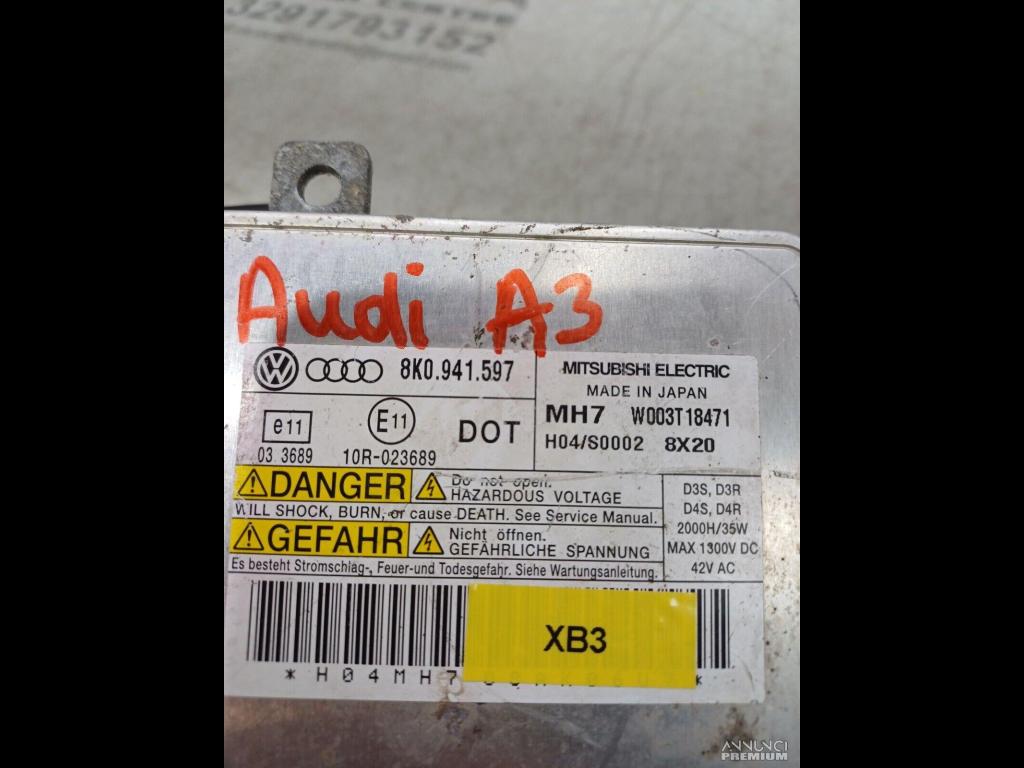 3291793152
Audi A3
8K0.941.597
MITSUBISHI ELECTRIC
MADE IN JAPAN
MH7 W003T18471
H04/S0002 8X20
e11
E11
DOT
03 3689 10R-023689
DANGER
Do not open.
HAZARDOUS VOLTAGE
WILL SHOCK, BURN, or cause DEATH. See Service Manual.
GEFAHR
Nicht öffnen.
GEFÄHRLICHE SPANNUNG
Es besteht Stromschlag-, Feuer-und Todesgefahr. Siehe Wartungsanleitung.
D3S, D3R
D4S, D4R
2000H/35W
MAX 1300V DC
42V AC
XB3
*H04MH7
*
ANNUNCI
PREMIUM